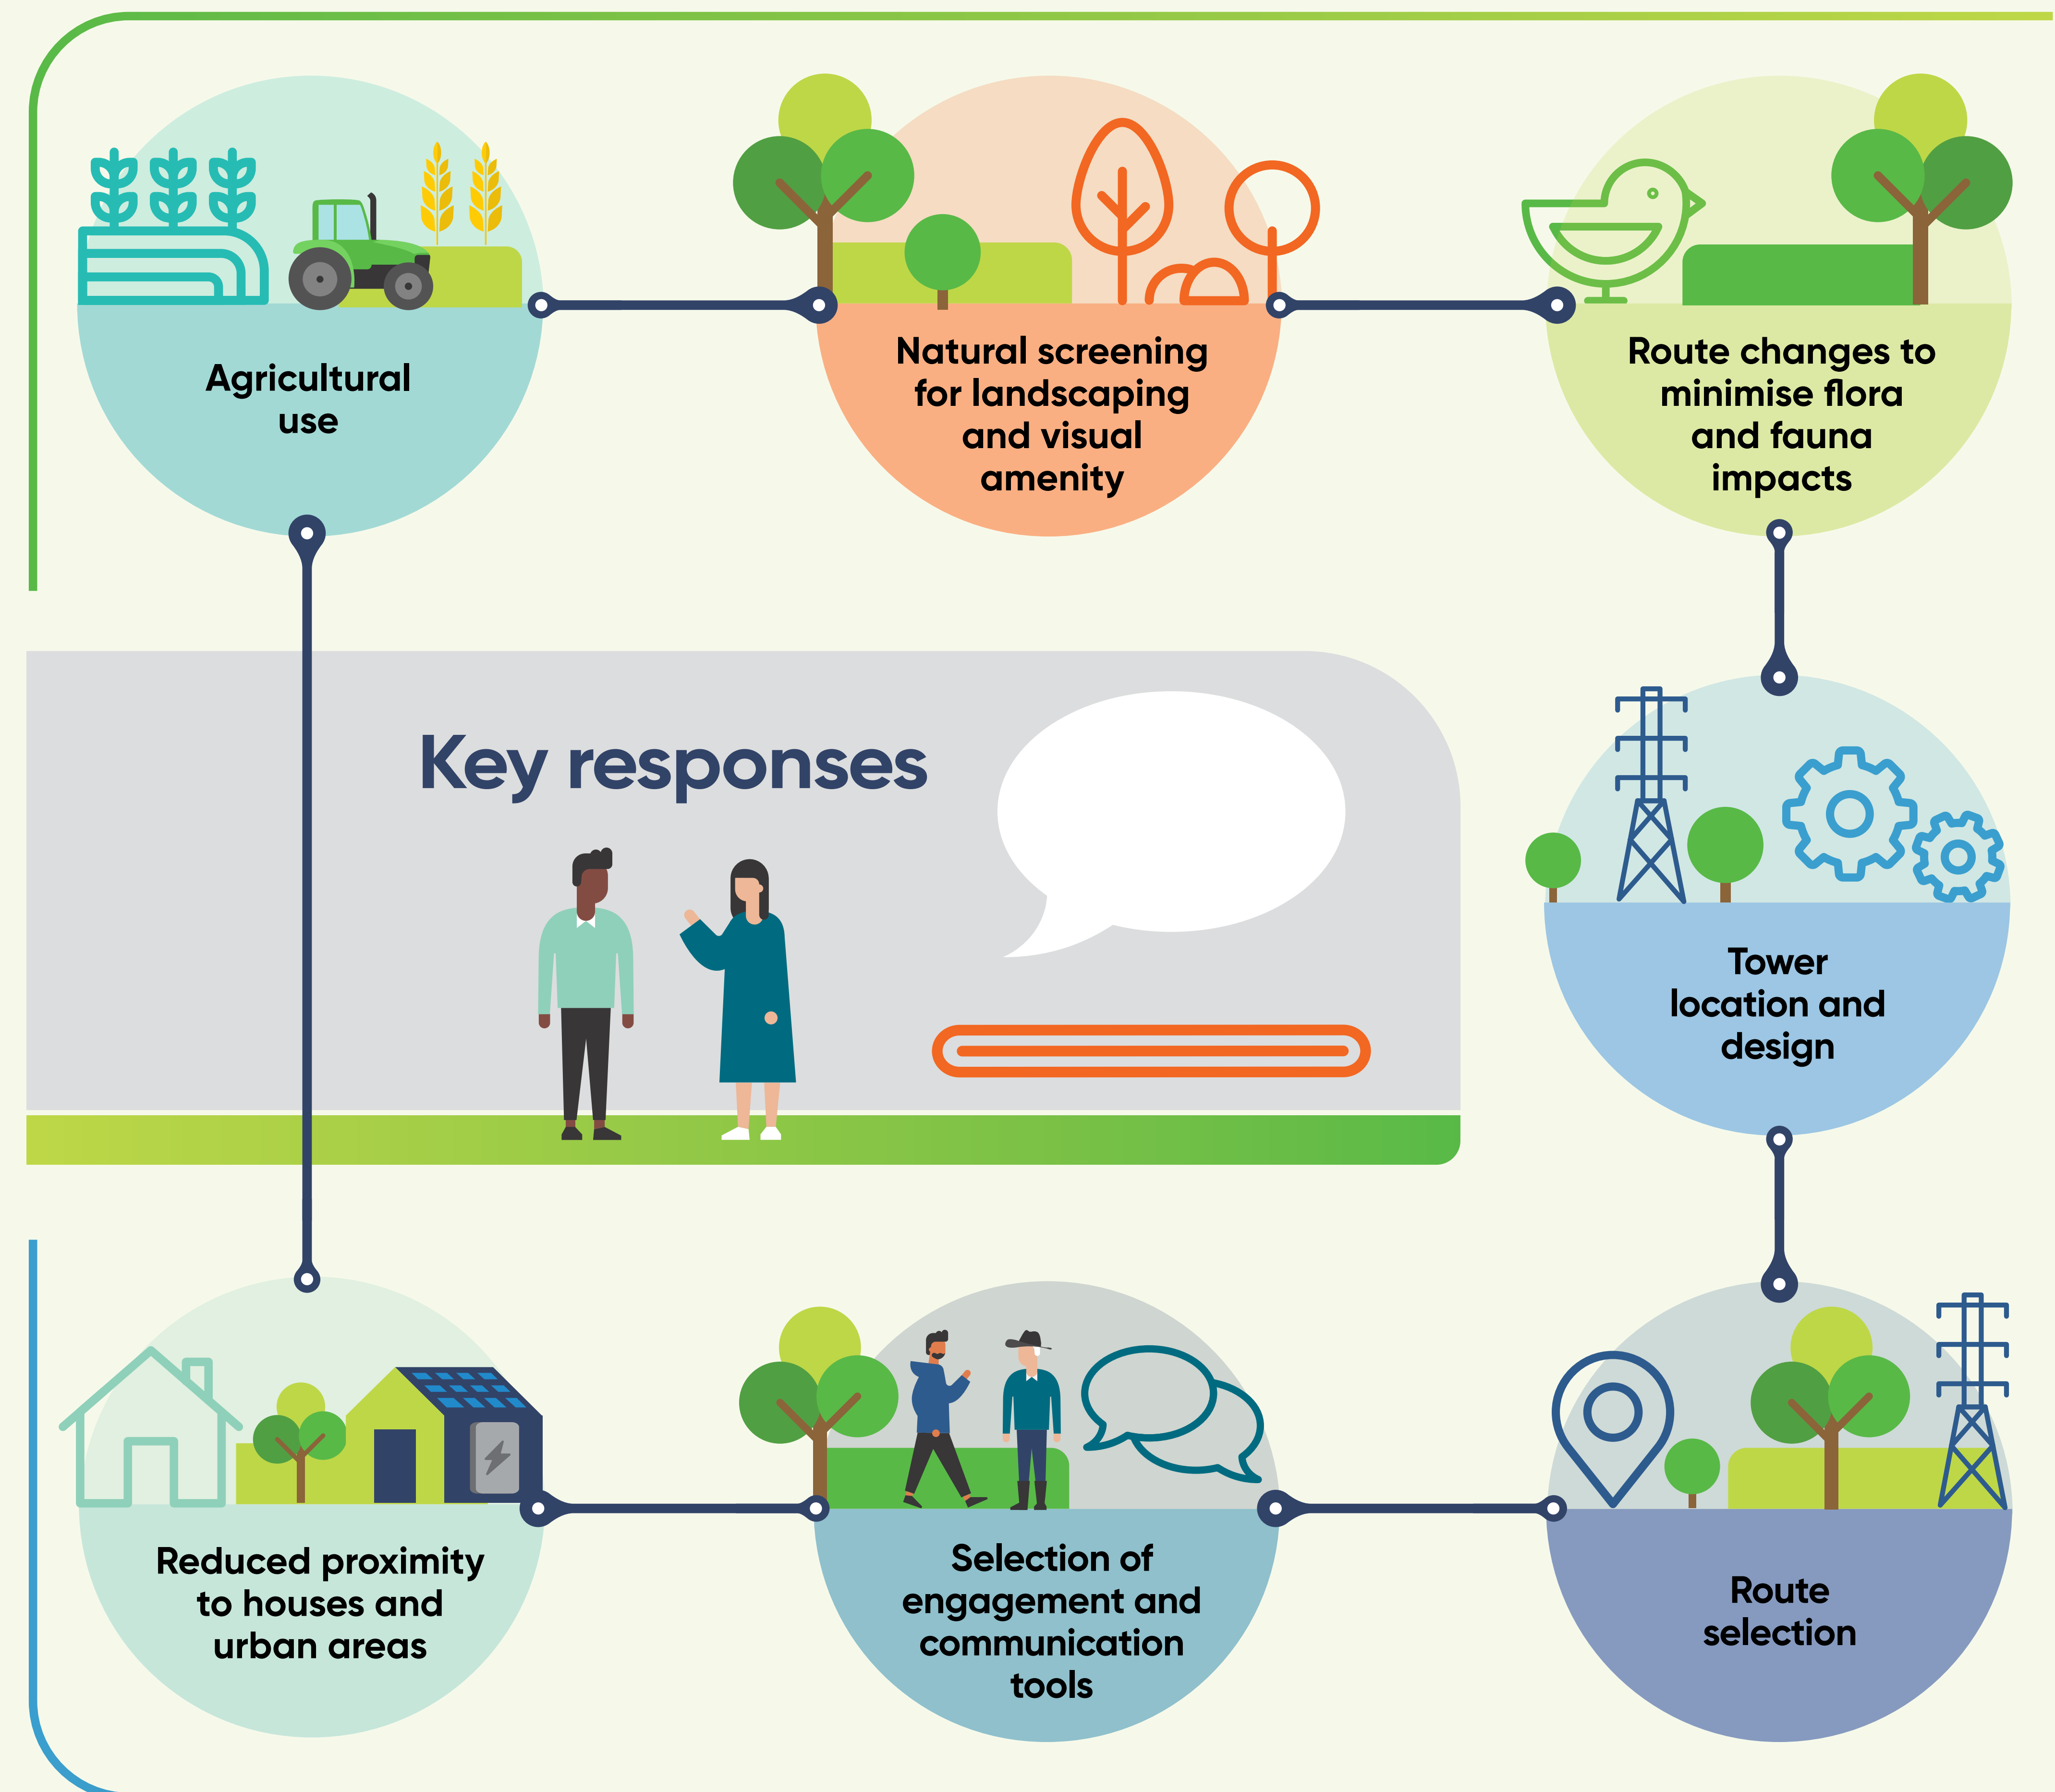 Agricultural
use
Natural screening
for landscaping
and visual
amenity
Route changes to
minimise flora
and fauna
impacts
Key responses
Tower
location and
design
Reduced proximity
to houses and
urban areas
Selection of
engagement and
communication
tools
Route
selection